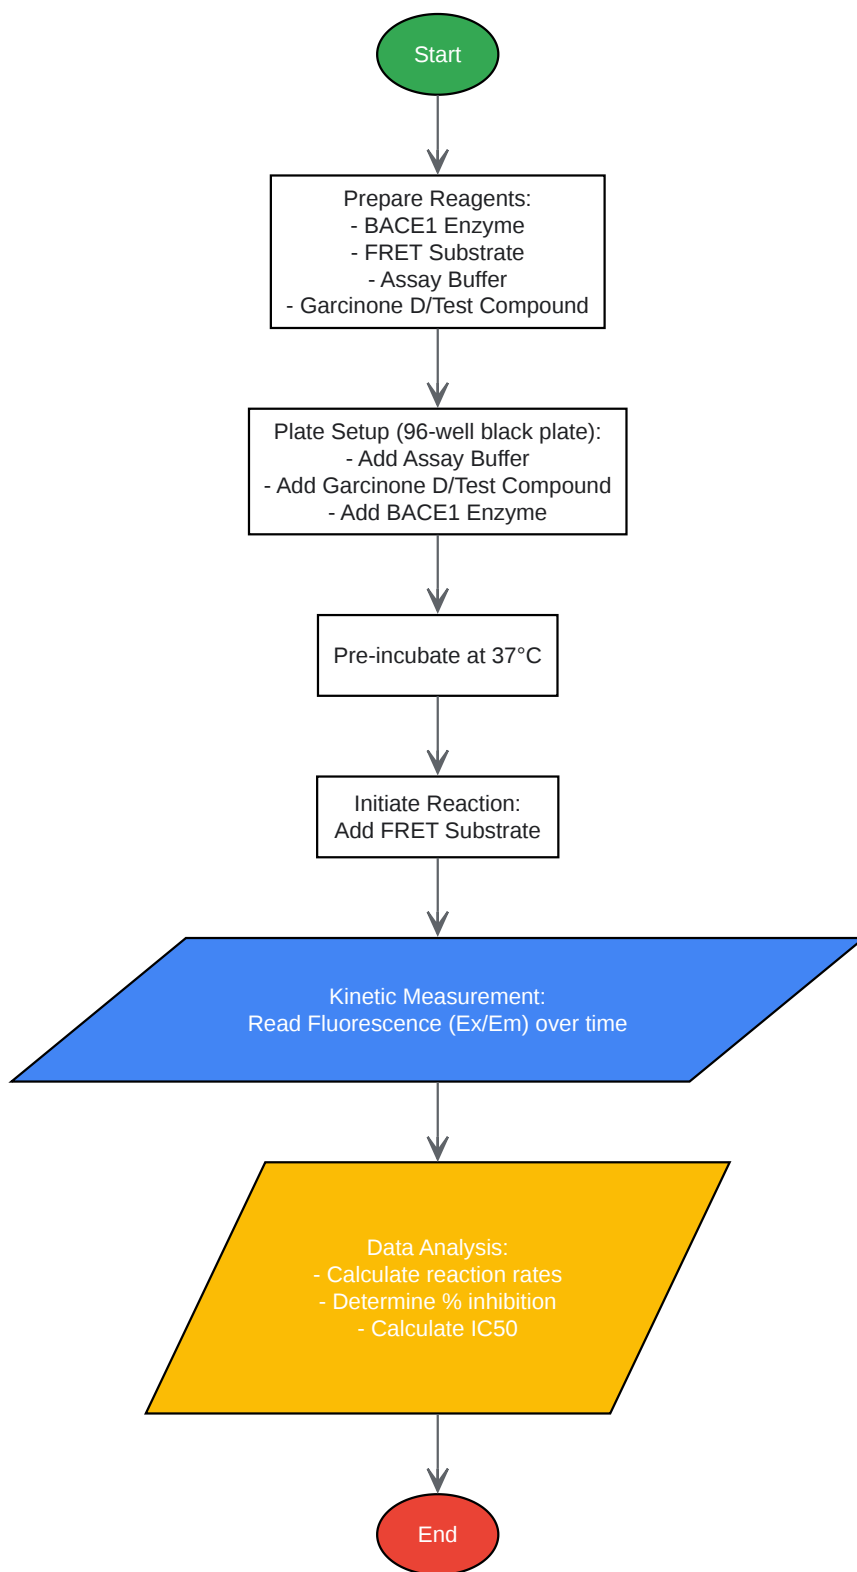 Start
Prepare Reagents:
- BACE1 Enzyme
- FRET Substrate
- Assay Buffer
- Garcinone D/Test Compound
Plate Setup (96-well black plate):
- Add Assay Buffer
- Add Garcinone D/Test Compound
- Add BACE1 Enzyme
Pre-incubate at 37°C
Initiate Reaction:
Add FRET Substrate
Kinetic Measurement:
Read Fluorescence (Ex/Em) over time
Data Analysis:
- Calculate reaction rates
- Determine % inhibition
- Calculate IC50
End